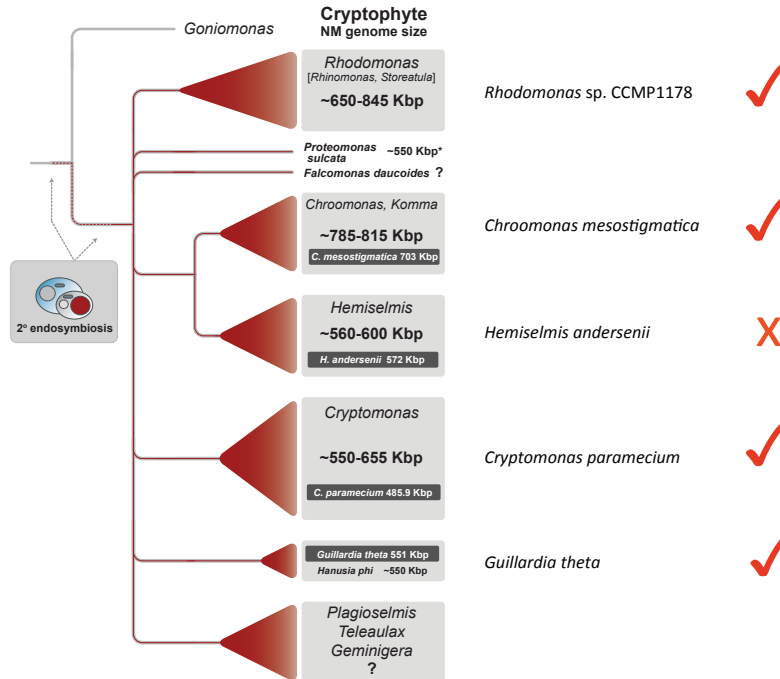 Cryptophyte
NM genome size
Goniomonas
Rhodomonas
[Rhinomonas, Storeatula]
~650-845 Kbp
Rhodomonas sp. CCMP1178
Proteomonas sulcata ~550 Kbp*
Falcomonas daucoides ?
Chroomonas, Komma
~785-815 Kbp
C. mesostigmatica 703 Kbp
Chroomonas mesostigmatica
2º endosymbiosis
Hemiselmis
~560-600 Kbp
H. andersenii 572 Kbp
Hemiselmis andersenii
X
Cryptomonas
~550-655 Kbp
C. paramecium 485.9 Kbp
Cryptomonas paramecium
Guillardia theta 551 Kbp
Hanusia phi ~550 Kbp
Guillardia theta
Plagioselmis
Teleaulax
Geminigera
?